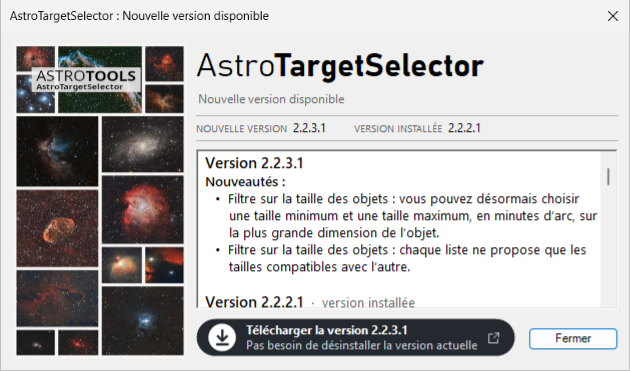 AstroTargetSelector : Nouvelle version disponible
ASTROTOOLS
AstroTargetSelector
AstroTargetSelector
Nouvelle version disponible
NOUVELLE VERSION 2.2.3.1 VERSION INSTALLÉE 2.2.2.1
Version 2.2.3.1
Nouveautés :
• Filtre sur la taille des objets : vous pouvez désormais choisir
une taille minimum et une taille maximum, en minutes d'arc, sur
la plus grande dimension de l'objet.
• Filtre sur la taille des objets : chaque liste ne propose que les
tailles compatibles avec l'autre.
Version 2.2.2.1 · version installée
Télécharger la version 2.2.3.1
Pas besoin de désinstaller la version actuelle
Fermer